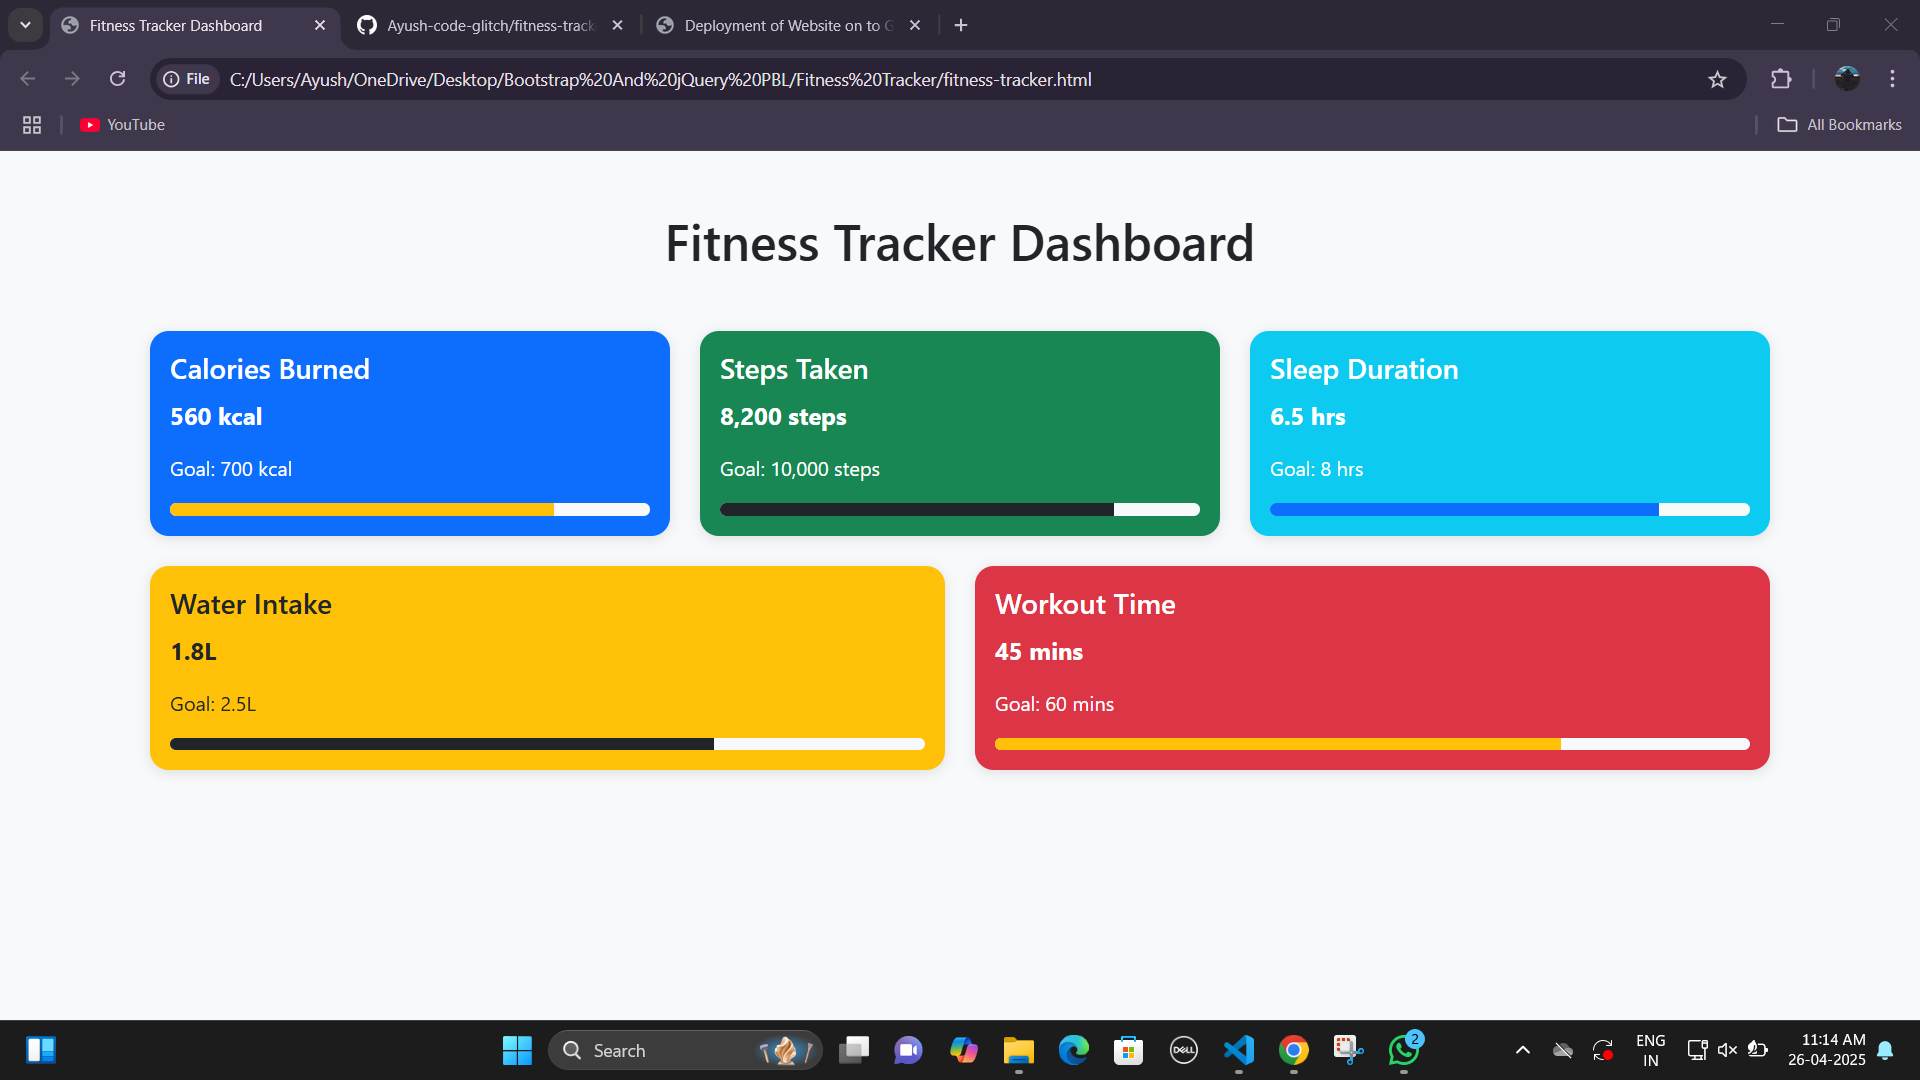 Fitness Tracker Dashboard
Ayush-code-glitch/fitness-track
Deployment of Website on to G
File
C:/Users/Ayush/OneDrive/Desktop/Bootstrap%20And%20jQuery%20PBL/Fitness%20Tracker/fitness-tracker.html
YouTube
All Bookmarks
Fitness Tracker Dashboard
Calories Burned
560 kcal
Goal: 700 kcal
Steps Taken
8,200 steps
Goal: 10,000 steps
Sleep Duration
6.5 hrs
Goal: 8 hrs
Water Intake
1.8L
Goal: 2.5L
Workout Time
45 mins
Goal: 60 mins
Search
DELL
2
ENG
IN
11:14 AM
26-04-2025